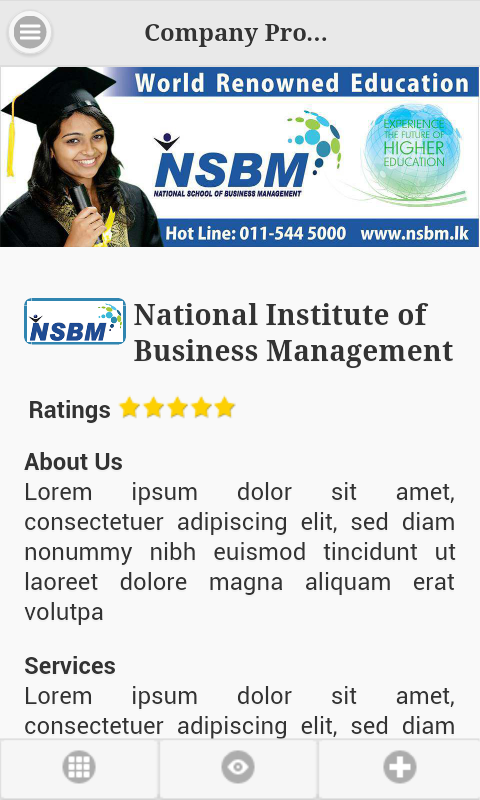 Company Pro...
World Renowned Education
NSBM
NATIONAL SCHOOL OF BUSINESS MANAGEMENT
EXPERIENCE
THE FUTURE OF
HIGHER
EDUCATION
Hot Line: 011-544 5000 www.nsbm.lk
NSBM
National Institute of
Business Management
Ratings
About Us
Lorem ipsum dolor sit amet,
consectetuer adipiscing elit, sed diam
nonummy nibh euismod tincidunt ut
laoreet dolore magna aliquam erat
volutpa
Services
Lorem ipsum dolor sit amet,
consectetuer adipiscing elit, sed diam